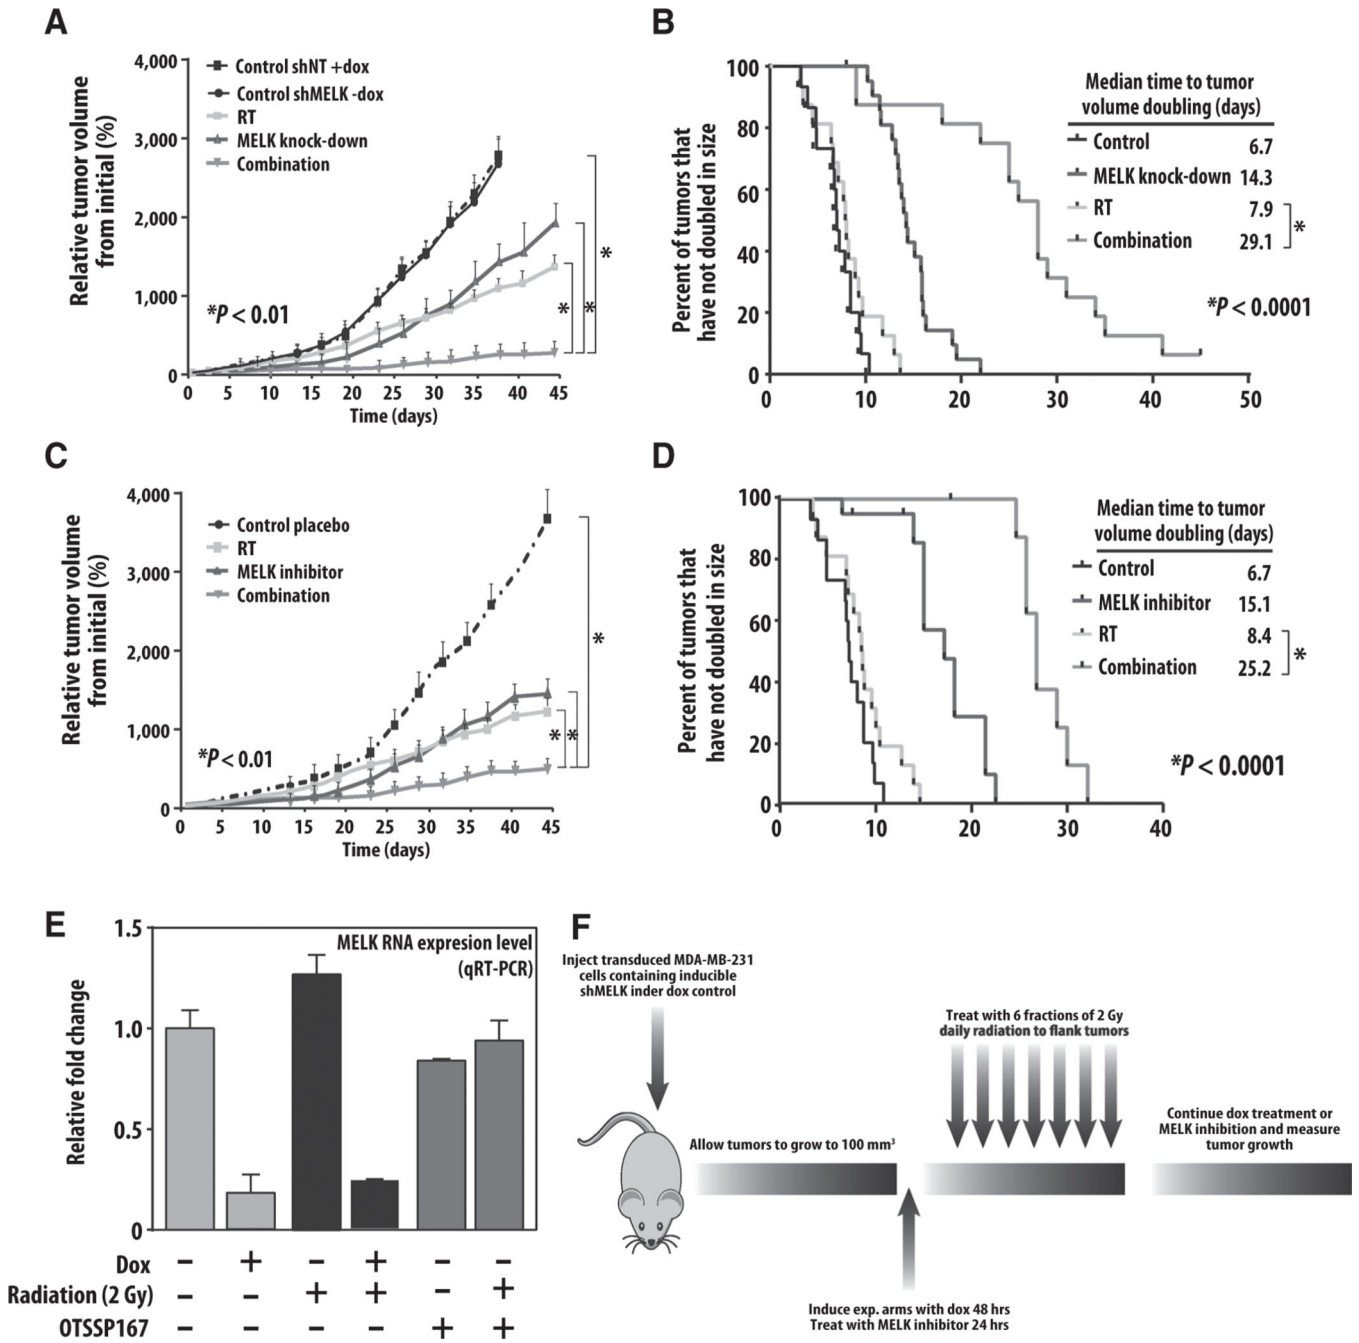 A
Relative tumor volume
from initial (%)
4,000
3,000
2,000
1,000
0
Control shNT +dox
Control shMELK -dox
RT
MELK knock-down
Combination
*P < 0.01
*
*
*
0 5 10 15 20 25 30 35 40 45
Time (days)
B
Percent of tumors that
have not doubled in size
100
80
60
40
20
0
Median time to tumor
volume doubling (days)
Control 6.7
MELK knock-down 14.3
RT 7.9
Combination 29.1
*
*P < 0.0001
0 10 20 30 40 50
C
Relative tumor volume
from initial (%)
4,000
3,000
2,000
1,000
0
Control placebo
RT
MELK inhibitor
Combination
*P < 0.01
*
*
*
0 5 10 15 20 25 30 35 40 45
Time (days)
D
Percent of tumors that
have not doubled in size
100
80
60
40
20
0
Median time to tumor
volume doubling (days)
Control 6.7
MELK inhibitor 15.1
RT 8.4
Combination 25.2
*
*P < 0.0001
0 10 20 30 40
E
Relative fold change
1.5
1.0
0.5
0
MELK RNA expresion level
(qRT-PCR)
Dox − + − + − −
Radiation (2 Gy) − − + + − +
OTSSP167 − − − − + +
F
Inject transduced MDA-MB-231
cells containing inducible
shMELK inder dox control
Allow tumors to grow to 100 mm³
Treat with 6 fractions of 2 Gy
daily radiation to flank tumors
Continue dox treatment or
MELK inhibition and measure
tumor growth
Induce exp. arms with dox 48 hrs
Treat with MELK inhibitor 24 hrs